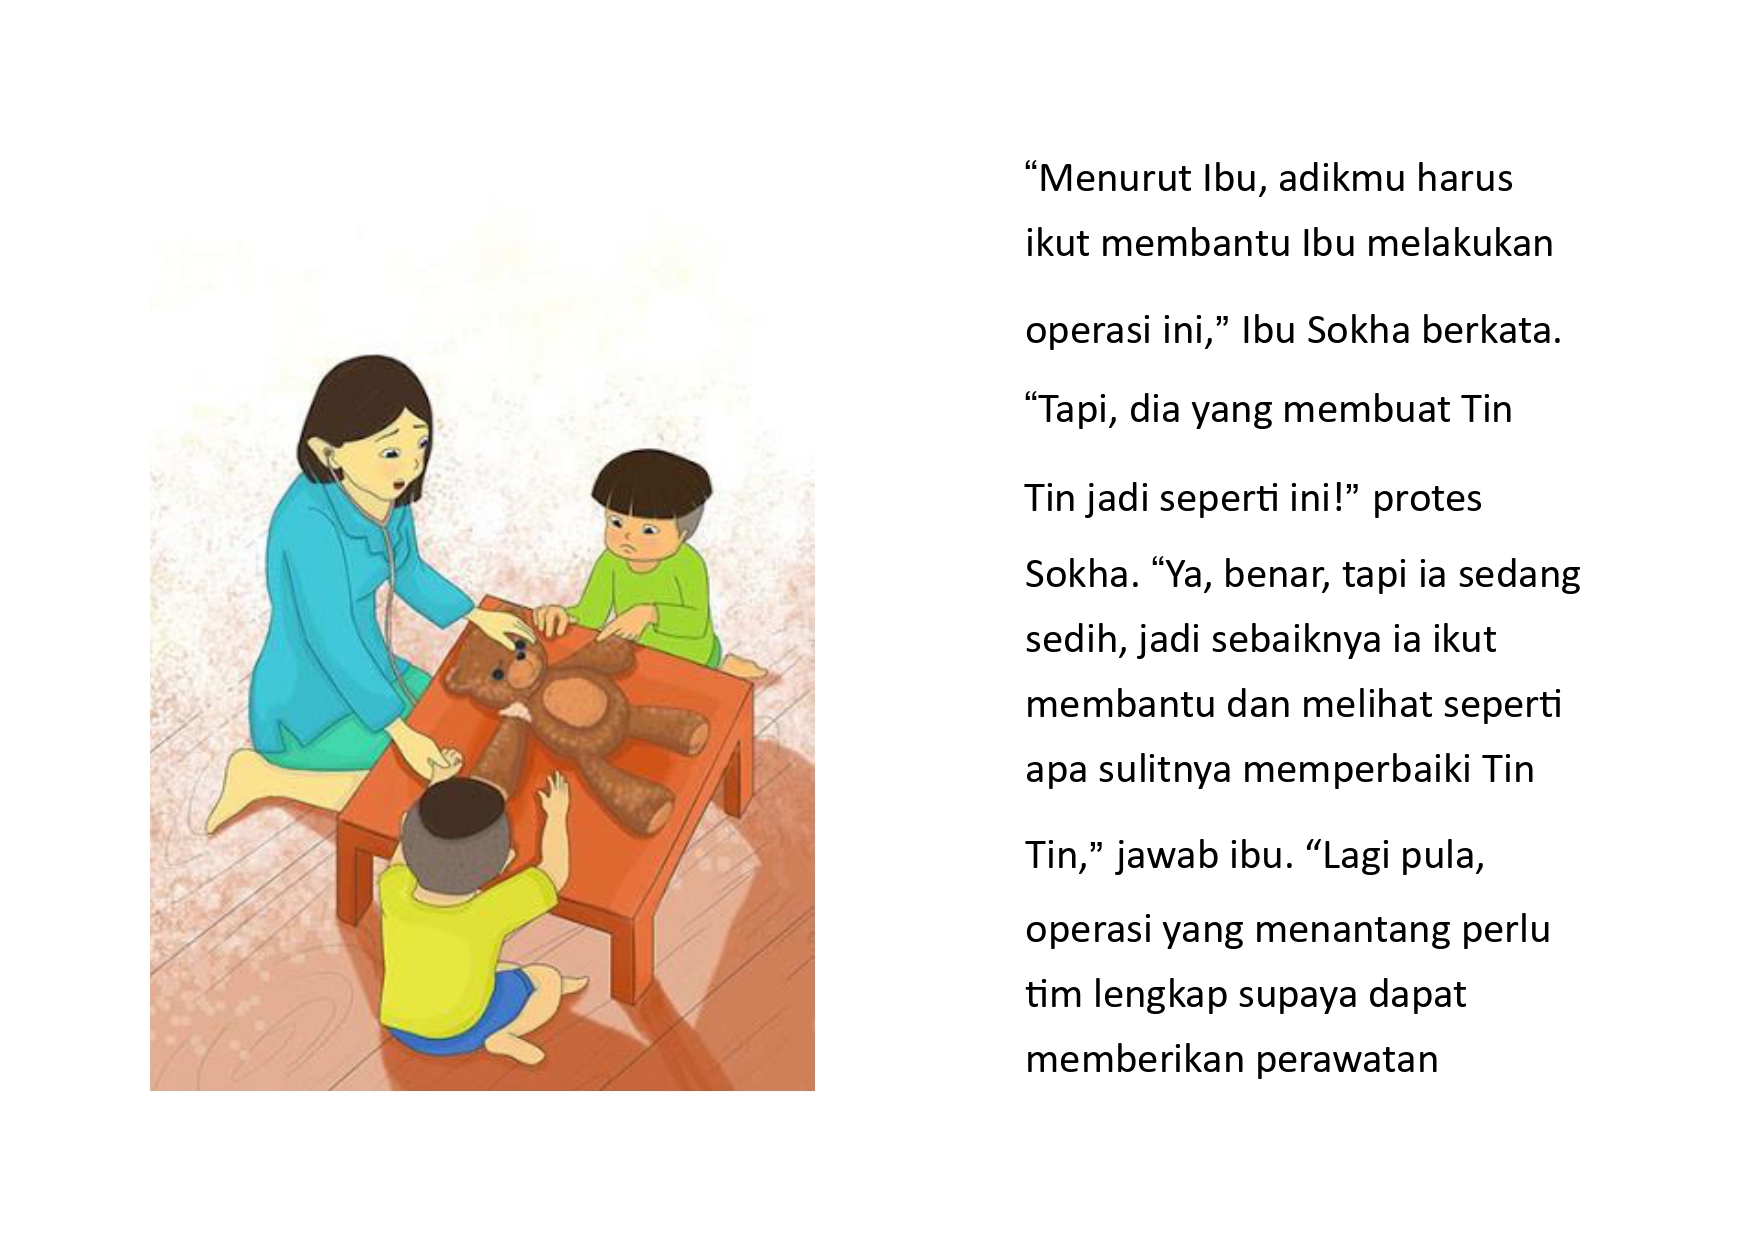 “Menurut Ibu, adikmu harus
ikut membantu Ibu melakukan
operasi ini,” Ibu Sokha berkata.
“Tapi, dia yang membuat Tin
Tin jadi seperti ini!” protes
Sokha. “Ya, benar, tapi ia sedang
sedih, jadi sebaiknya ia ikut
membantu dan melihat seperti
apa sulitnya memperbaiki Tin
Tin,” jawab ibu. “Lagi pula,
operasi yang menantang perlu
tim lengkap supaya dapat
memberikan perawatan